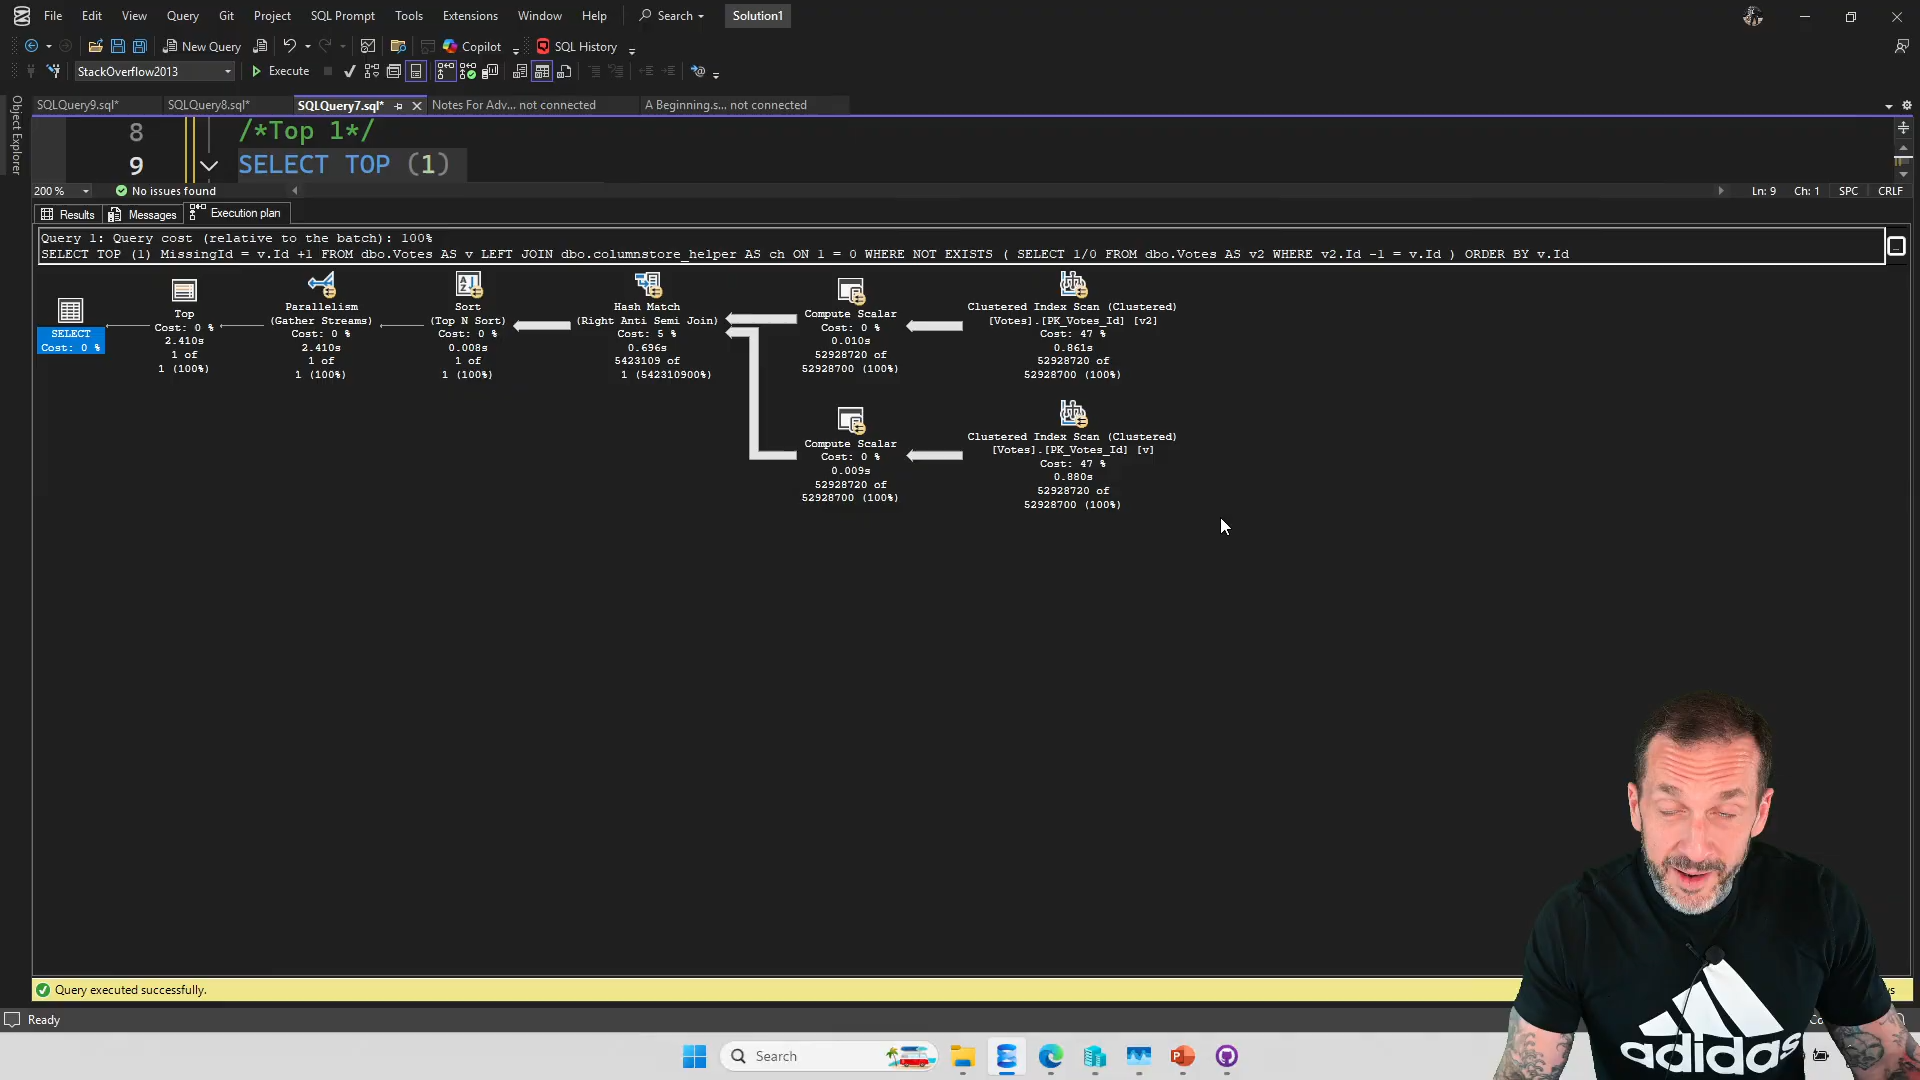 File Edit View Query Git Project SQL Prompt Tools Extensions Window Help Search Solution1
New Query Copilot SQL History
StackOverflow2013 Execute
SQLQuery9.sql* SQLQuery8.sql* SQLQuery7.sql* Notes For Adv... not connected A Beginning.s... not connected
Object Explorer
8 /*Top 1*/
9 SELECT TOP (1)
200 % No issues found Ln: 9 Ch: 1 SPC CRLF
Results Messages Execution plan
Query 1: Query cost (relative to the batch): 100%
SELECT TOP (1) MissingId = v.Id +1 FROM dbo.Votes AS v LEFT JOIN dbo.columnstore_helper AS ch ON 1 = 0 WHERE NOT EXISTS ( SELECT 1/0 FROM dbo.Votes AS v2 WHERE v2.Id -1 = v.Id ) ORDER BY v.Id
SELECT
Cost: 0 %
Top
Cost: 0 %
2.410s
1 of
1 (100%)
Parallelism
(Gather Streams)
Cost: 0 %
2.410s
1 of
1 (100%)
Sort
(Top N Sort)
Cost: 0 %
0.008s
1 of
1 (100%)
Hash Match
(Right Anti Semi Join)
Cost: 5 %
0.696s
5423109 of
1 (542310900%)
Compute Scalar
Cost: 0 %
0.010s
52928720 of
52928700 (100%)
Clustered Index Scan (Clustered)
[Votes].[PK_Votes_Id] [v2]
Cost: 47 %
0.861s
52928720 of
52928700 (100%)
Compute Scalar
Cost: 0 %
0.009s
52928720 of
52928700 (100%)
Clustered Index Scan (Clustered)
[Votes].[PK_Votes_Id] [v]
Cost: 47 %
0.880s
52928720 of
52928700 (100%)
Query executed successfully.
Ready
Search
adidas